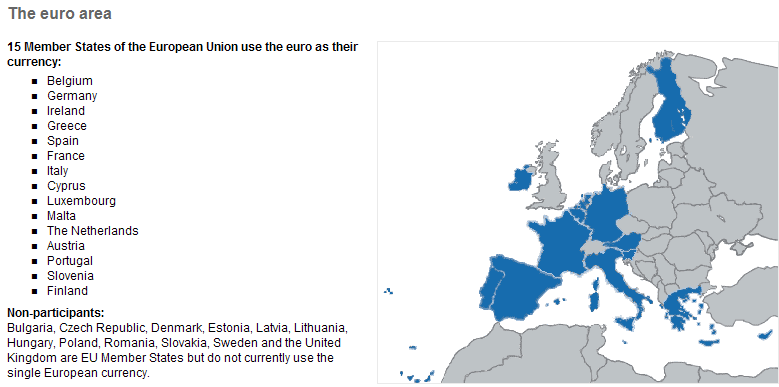 The euro area
15 Member States of the European Union use the euro as their
currency:
Belgium
Germany
Ireland
Greece
Spain
France
Italy
Cyprus
Luxembourg
Malta
The Netherlands
Austria
Portugal
Slovenia
Finland
Non-participants:
Bulgaria, Czech Republic, Denmark, Estonia, Latvia, Lithuania,
Hungary, Poland, Romania, Slovakia, Sweden and the United
Kingdom are EU Member States but do not currently use the
single European currency.